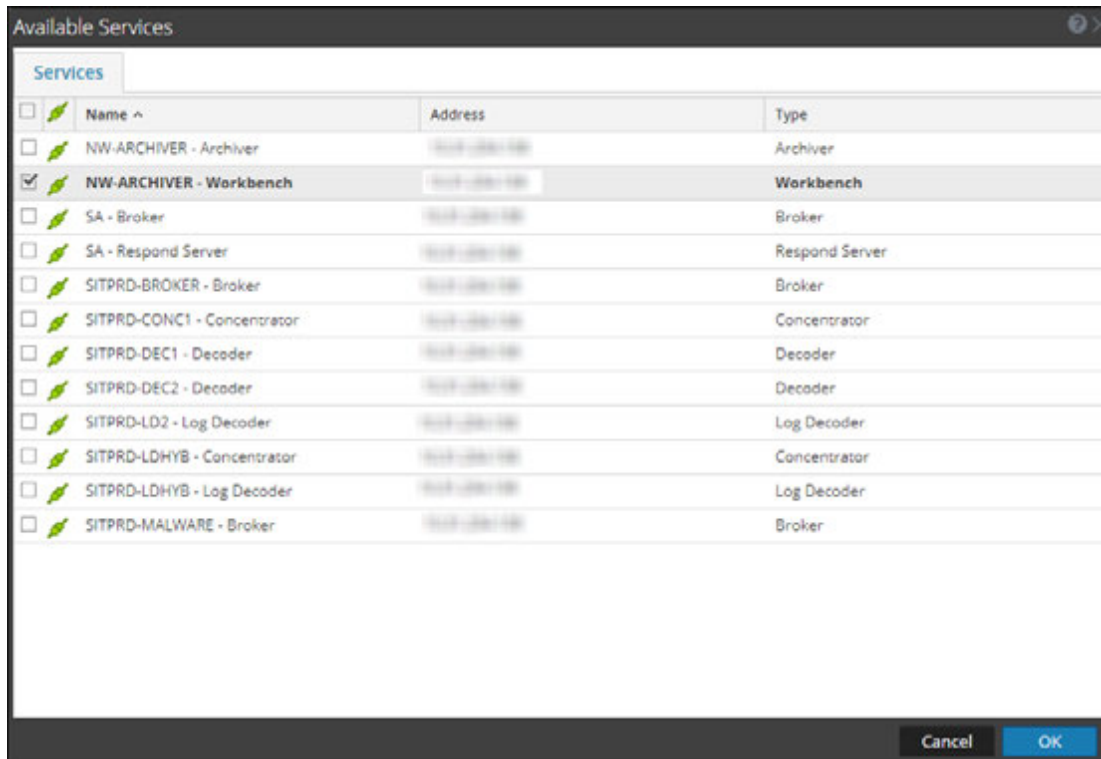 Available Services
Services
Name Address Type
NW-ARCHIVER - Archiver Archiver
NW-ARCHIVER - Workbench Workbench
SA - Broker Broker
SA - Respond Server Respond Server
SITPRD-BROKER - Broker Broker
SITPRD-CONC1 - Concentrator Concentrator
SITPRD-DEC1 - Decoder Decoder
SITPRD-DEC2 - Decoder Decoder
SITPRD-LD2 - Log Decoder Log Decoder
SITPRD-LDHYB - Concentrator Concentrator
SITPRD-LDHYB - Log Decoder Log Decoder
SITPRD-MALWARE - Broker Broker
Cancel OK